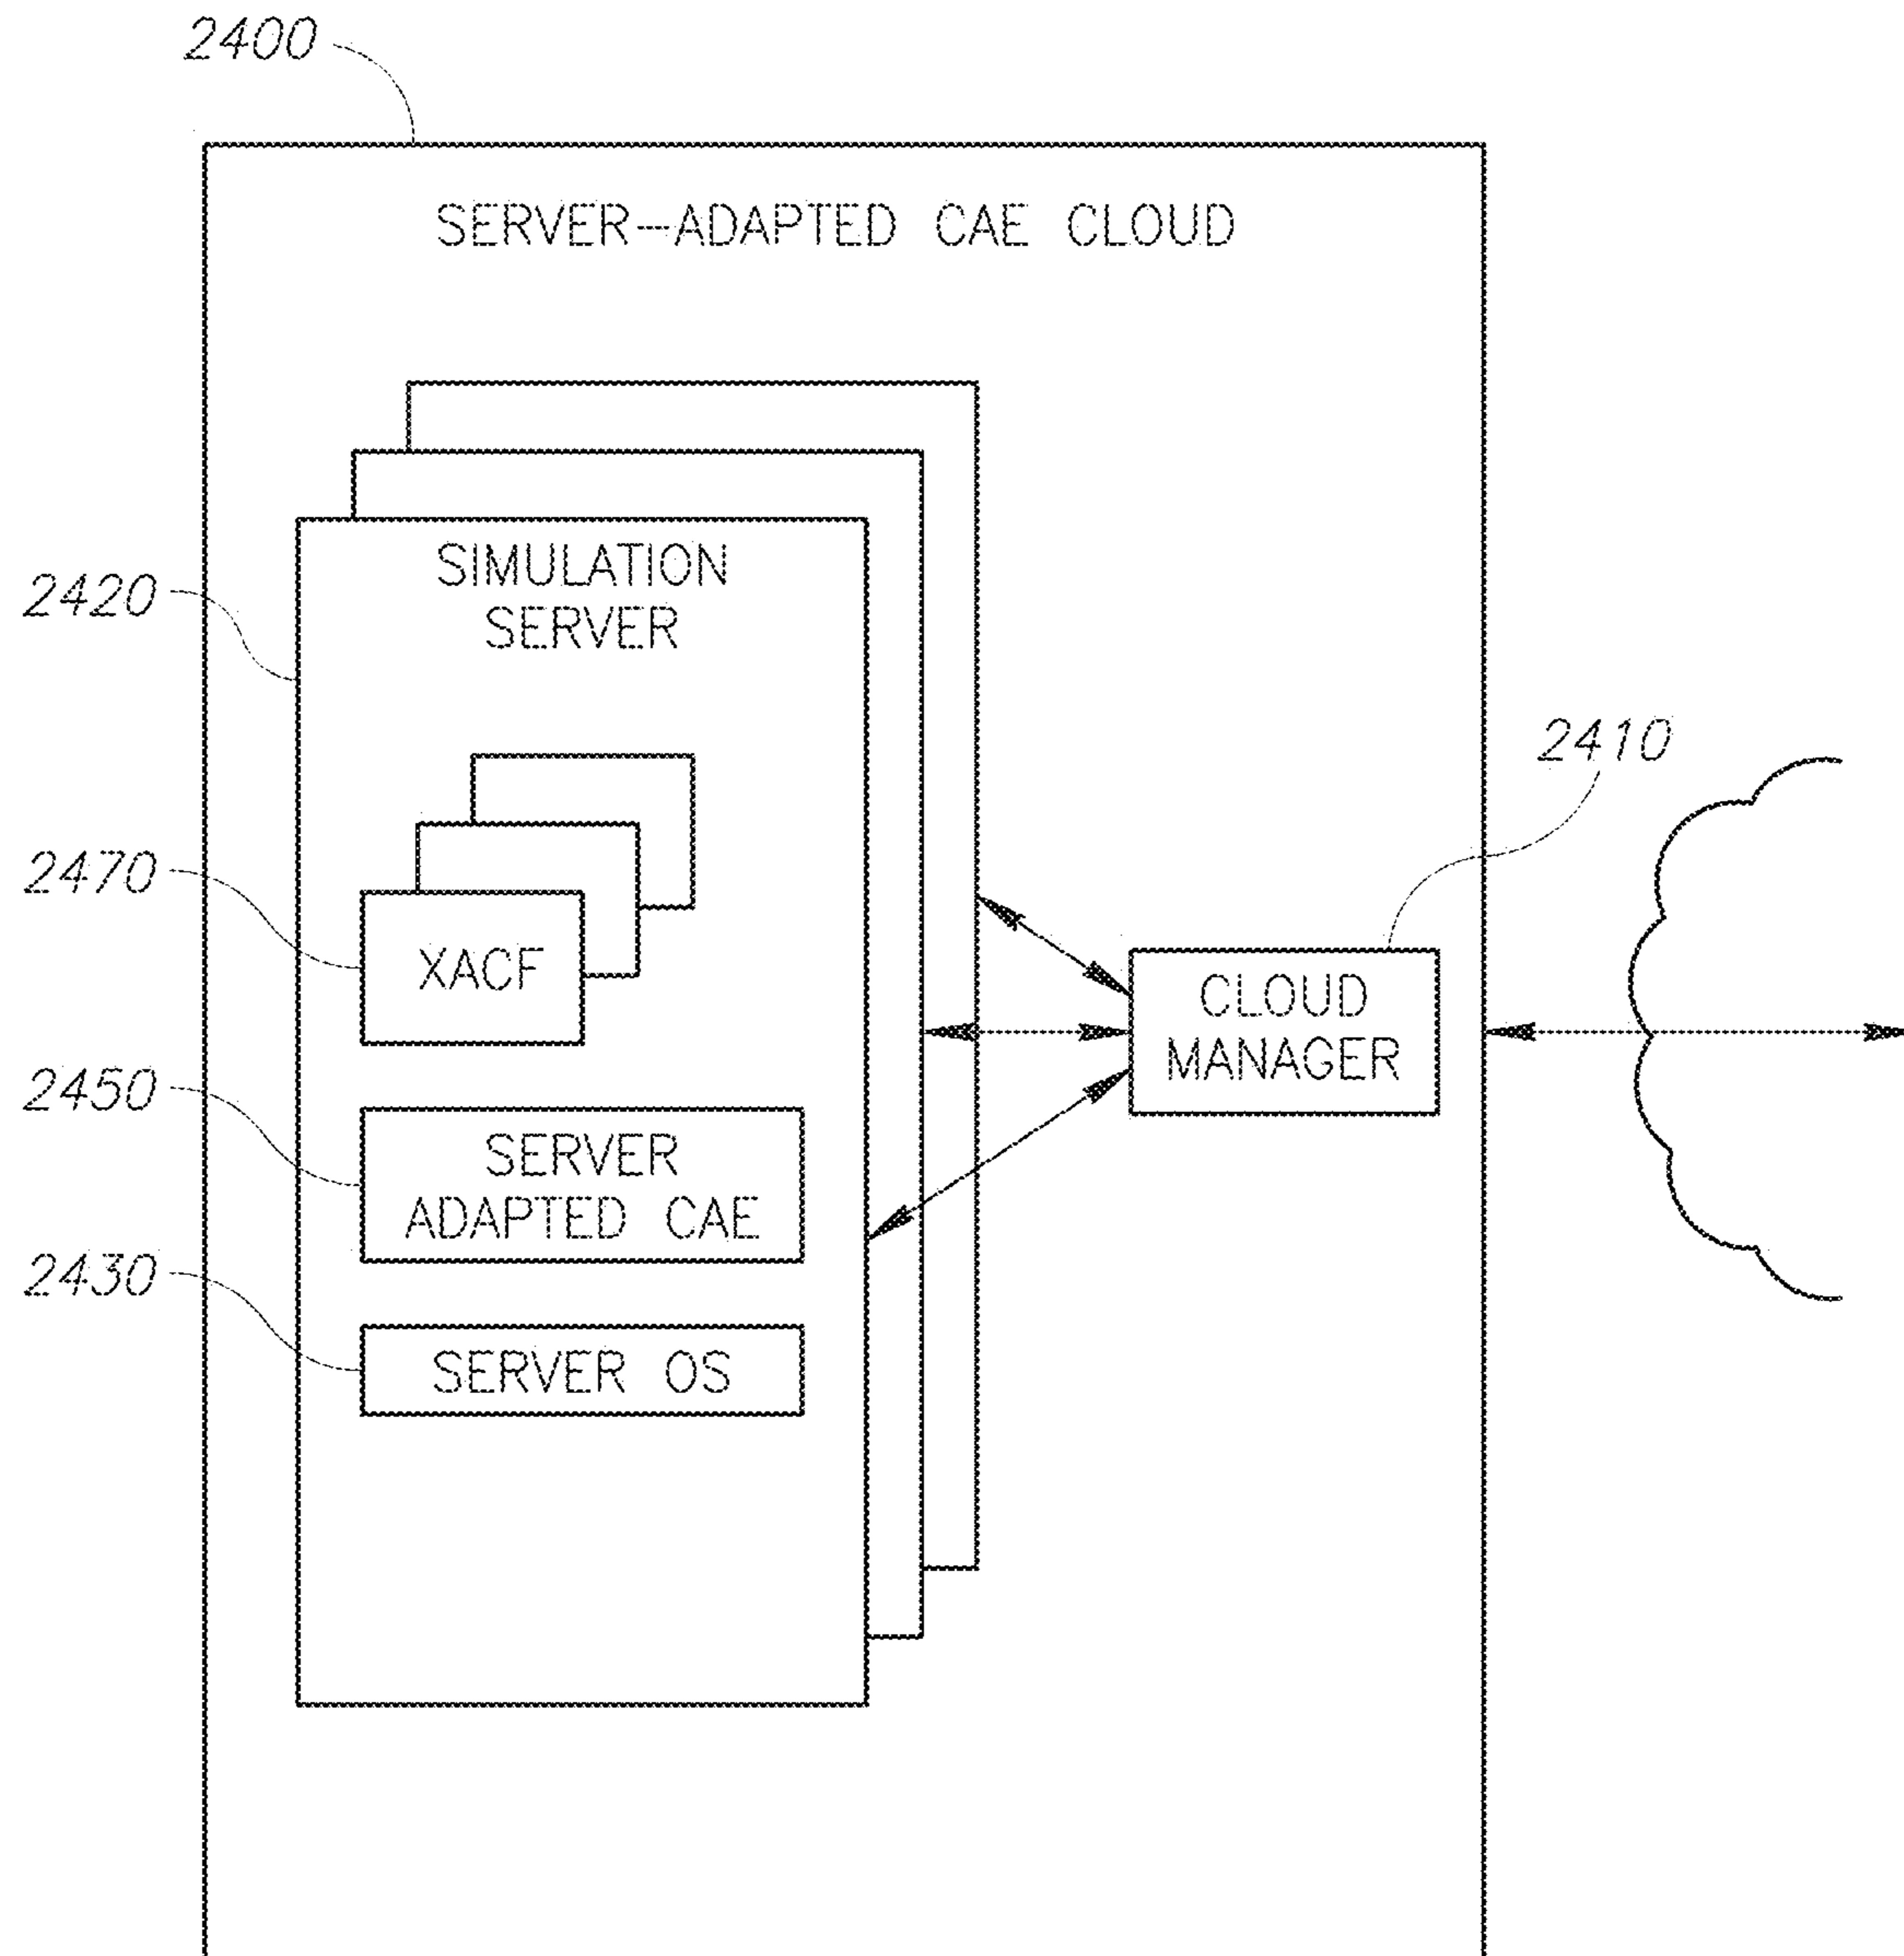 2400
SERVER-ADAPTED CAE CLOUD
2420
SIMULATION
SERVER
2410
2470
XACF
CLOUD
MANAGER
2450
SERVER
ADAPTED CAE
2430
SERVER OS